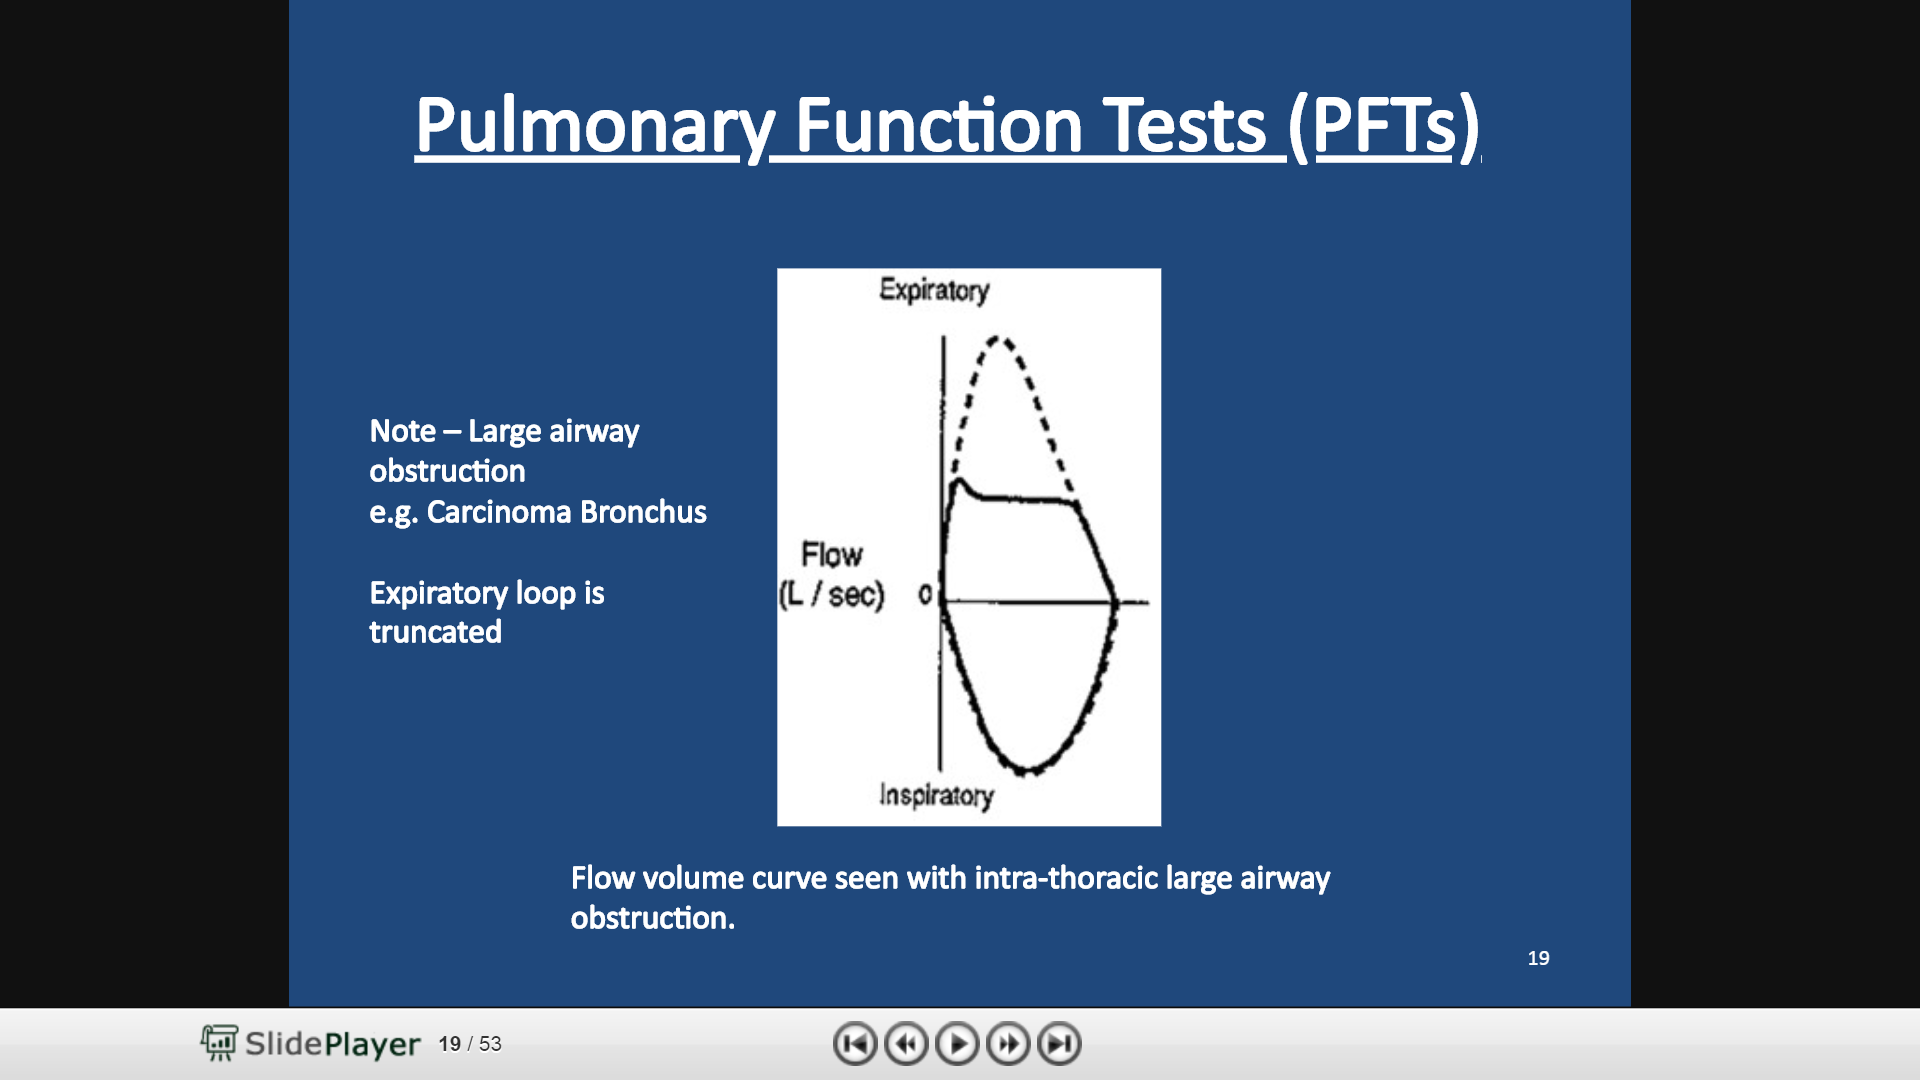 Pulmonary Function Tests (PFTs)
Expiratory
Note – Large airway
obstruction
e.g. Carcinoma Bronchus
Flow
(L / sec)
0
Expiratory loop is
truncated
Inspiratory
Flow volume curve seen with intra-thoracic large airway
obstruction.
19
SlidePlayer
19 / 53